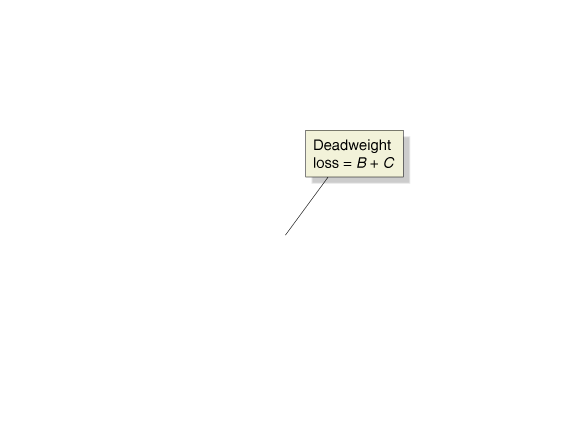 Deadweight
loss = B + C